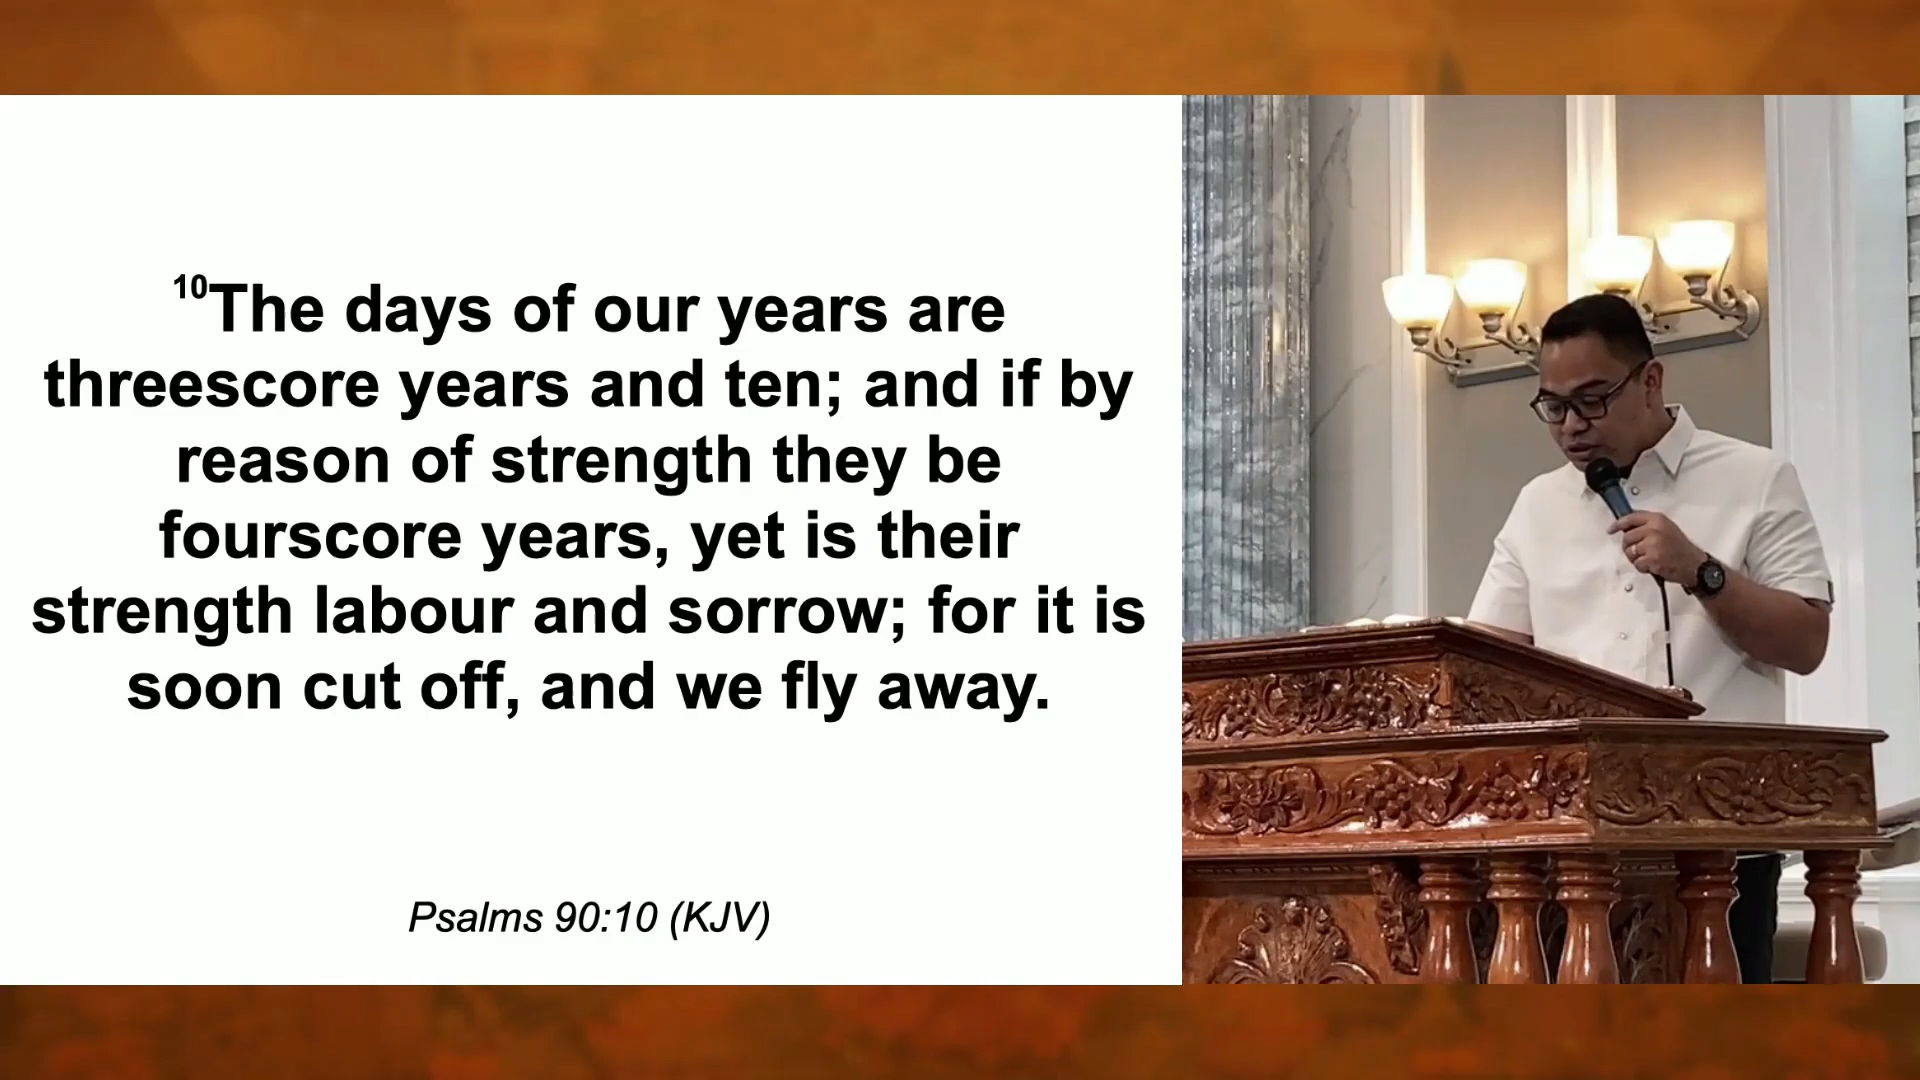 10The days of our years are
threescore years and ten; and if by
reason of strength they be
fourscore years, yet is their
strength labour and sorrow; for it is
soon cut off, and we fly away.
Psalms 90:10 (KJV)